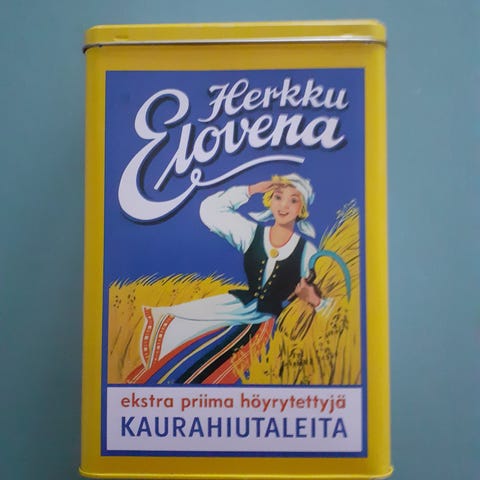 Herkku
Elovena
ekstra priima höyrytettyjä
KAURAHIUTALEITA